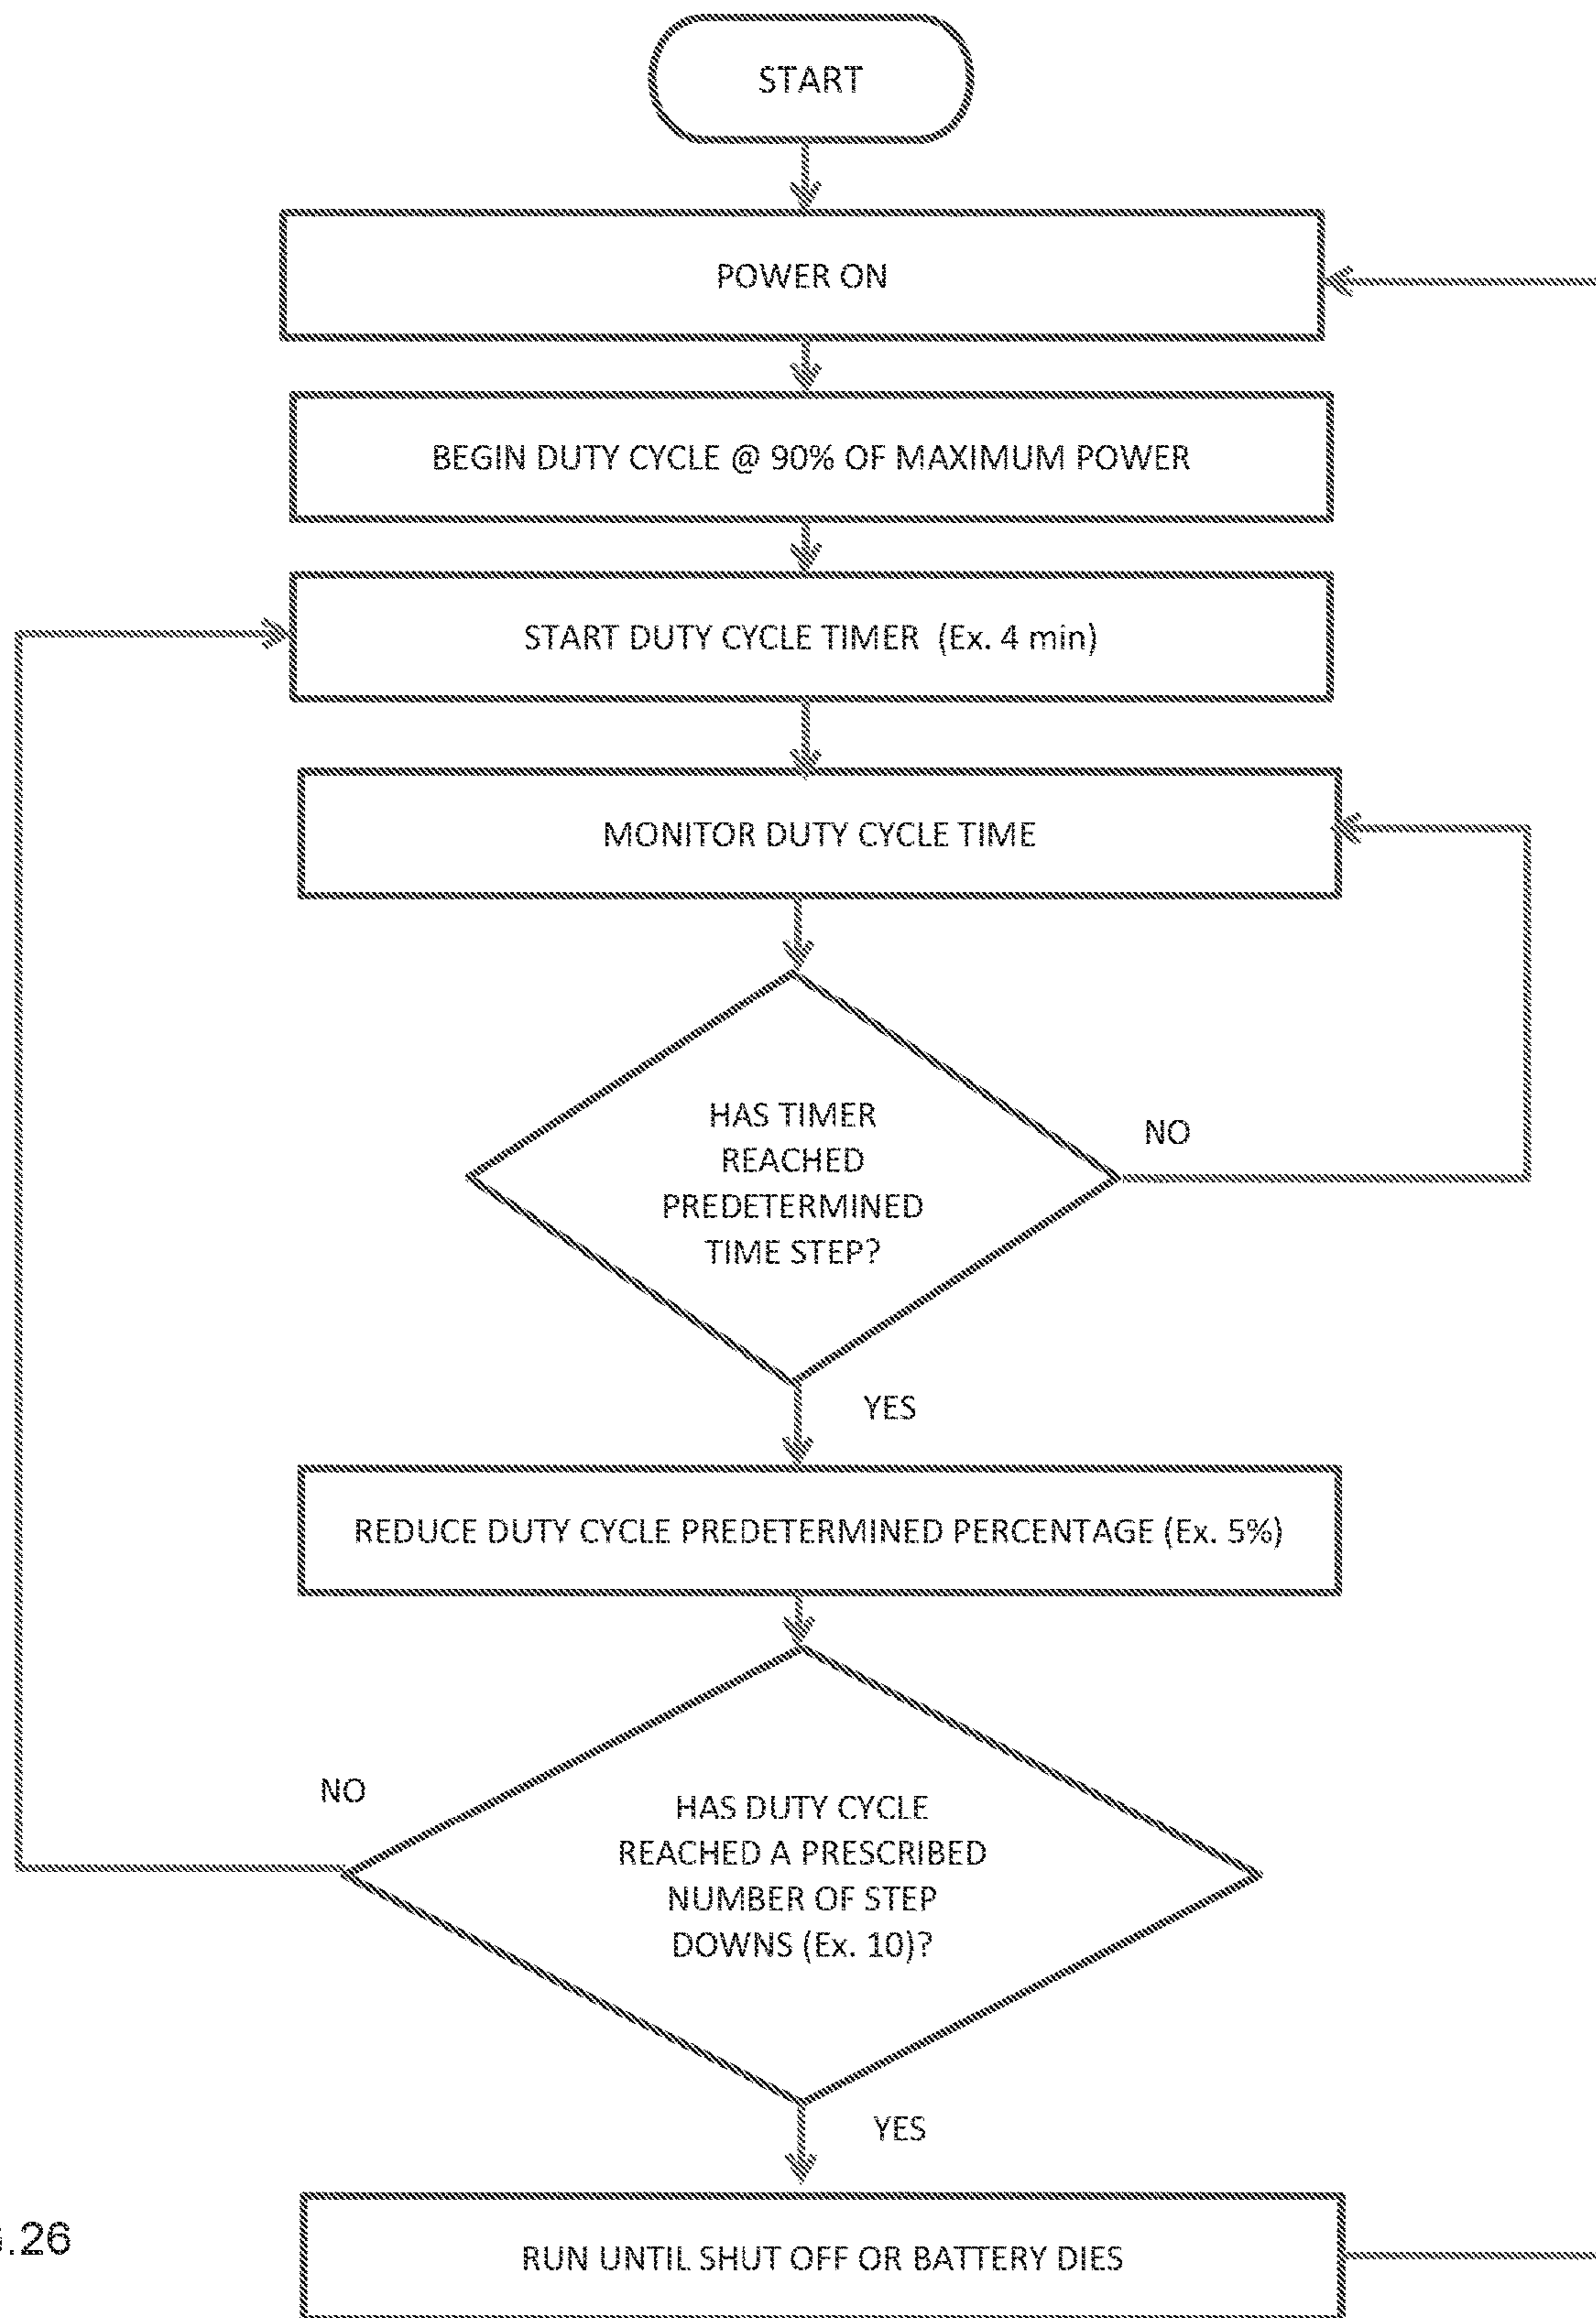 START
POWER ON
BEGIN DUTY CYCLE @ 90% OF MAXIMUM POWER
START DUTY CYCLE TIMER (Ex. 4 min)
MONITOR DUTY CYCLE TIME
HAS TIMER
REACHED
PREDETERMINED
TIME STEP?
NO
YES
REDUCE DUTY CYCLE PREDETERMINED PERCENTAGE (Ex. 5%)
NO
HAS DUTY CYCLE
REACHED A PRESCRIBED
NUMBER OF STEP
DOWNS (Ex. 10)?
YES
.26
RUN UNTIL SHUT OFF OR BATTERY DIES